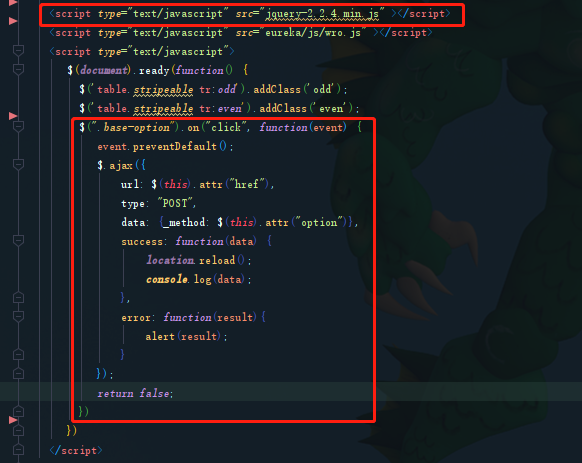 <script type="text/javascript" src="jquery-2.2.4.min.js" ></script>
<script type="text/javascript" src="eureka/js/wro.js" ></script>
<script type="text/javascript">
$(document).ready(function() {
$('table.stripeable tr:odd').addClass('odd');
$('table.stripeable tr:even').addClass('even');
$(".base-option").on("click", function(event) {
event.preventDefault();
$.ajax({
url: $(this).attr("href"),
type: "POST",
data: {_method: $(this).attr("option")},
success: function(data) {
location.reload();
console.log(data);
},
error: function(result){
alert(result);
}
});
return false;
})
})
</script>